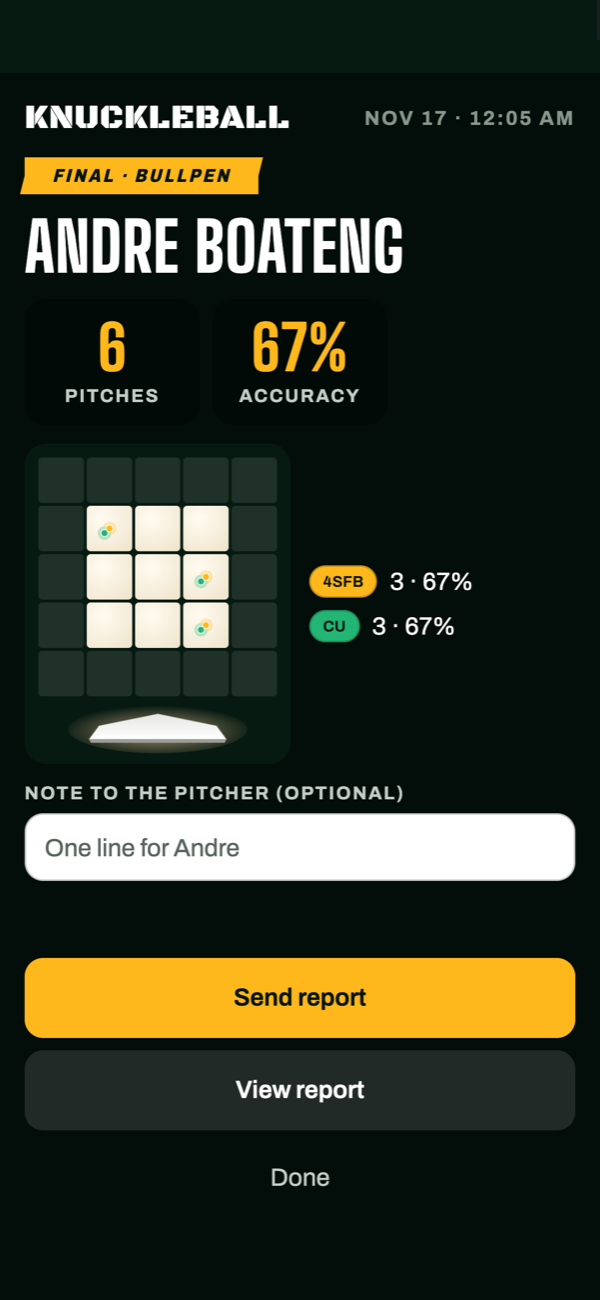 KNUCKLEBALL
NOV 17 · 12:05 AM
FINAL · BULLPEN
ANDRE BOATENG
6
PITCHES
67%
ACCURACY
4SFB 3 · 67%
CU 3 · 67%
NOTE TO THE PITCHER (OPTIONAL)
One line for Andre
Send report
View report
Done